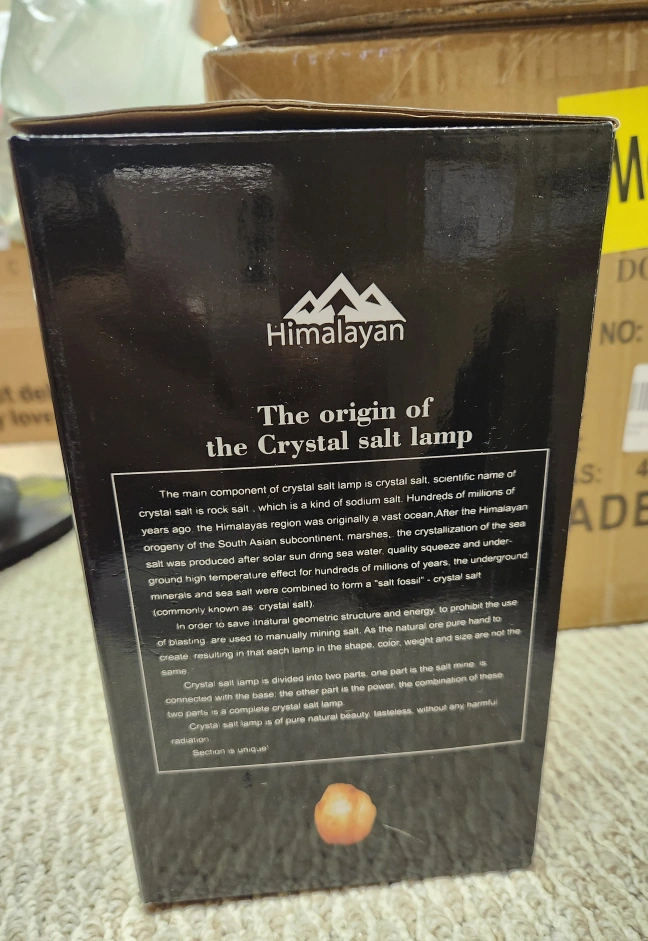 Himalayan
The origin of
the Crystal salt lamp
The main component of crystal salt lamp is crystal salt, scientific name of
crystal salt is rock salt , which is a kind of sodium salt. Hundreds of millions of
years ago, the Himalayas region was originally a vast ocean,After the Himalayan
orogeny of the South Asian subcontinent, marshes,, the crystallization of the sea
salt was produced after solar sun dring sea water, quality squeeze and under-
ground high temperature effect for hundreds of millions of years, the underground
minerals and sea salt were combined to form a "salt fossil" - crystal salt
(commonly known as: crystal salt).
In order to save itnatural geometric structure and energy, to prohibit the use
of blasting, are used to manually mining salt. As the natural ore pure hand to
create, resulting in that each lamp in the shape, color, weight and size are not the
same.
Crystal salt lamp is divided into two parts, one part is the salt mine, is
connected with the base; the other part is the power, the combination of these
two parts is a complete crystal salt lamp.
Crystal salt lamp is of pure natural beauty, tasteless, without any harmful
radiation.
Section is unique!
M
DO
NO:
C
t del
y love
S: 4
ADE